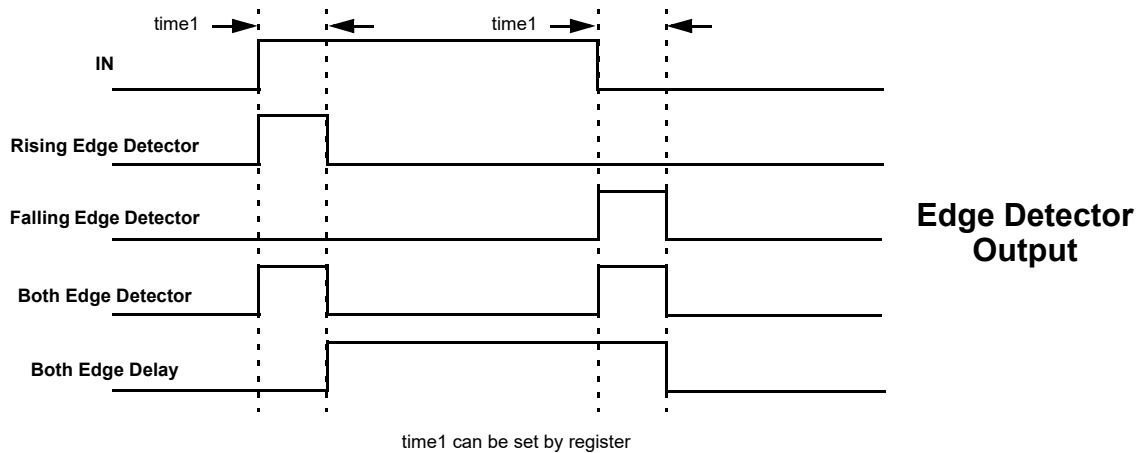 time1
time1
IN
Rising Edge Detector
Falling Edge Detector
Edge Detector
Output
Both Edge Detector
Both Edge Delay
time1 can be set by register